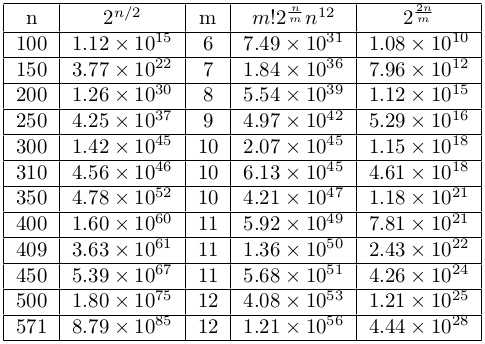 n 2^{n/2} m m!2^{\frac{n}{m}}n^{12} 2^{\frac{2n}{m}}
100 1.12 × 10^{15} 6 7.49 × 10^{31} 1.08 × 10^{10}
150 3.77 × 10^{22} 7 1.84 × 10^{36} 7.96 × 10^{12}
200 1.26 × 10^{30} 8 5.54 × 10^{39} 1.12 × 10^{15}
250 4.25 × 10^{37} 9 4.97 × 10^{42} 5.29 × 10^{16}
300 1.42 × 10^{45} 10 2.07 × 10^{45} 1.15 × 10^{18}
310 4.56 × 10^{46} 10 6.13 × 10^{45} 4.61 × 10^{18}
350 4.78 × 10^{52} 10 4.21 × 10^{47} 1.18 × 10^{21}
400 1.60 × 10^{60} 11 5.92 × 10^{49} 7.81 × 10^{21}
409 3.63 × 10^{61} 11 1.36 × 10^{50} 2.43 × 10^{22}
450 5.39 × 10^{67} 11 5.68 × 10^{51} 4.26 × 10^{24}
500 1.80 × 10^{75} 12 4.08 × 10^{53} 1.21 × 10^{25}
571 8.79 × 10^{85} 12 1.21 × 10^{56} 4.44 × 10^{28}